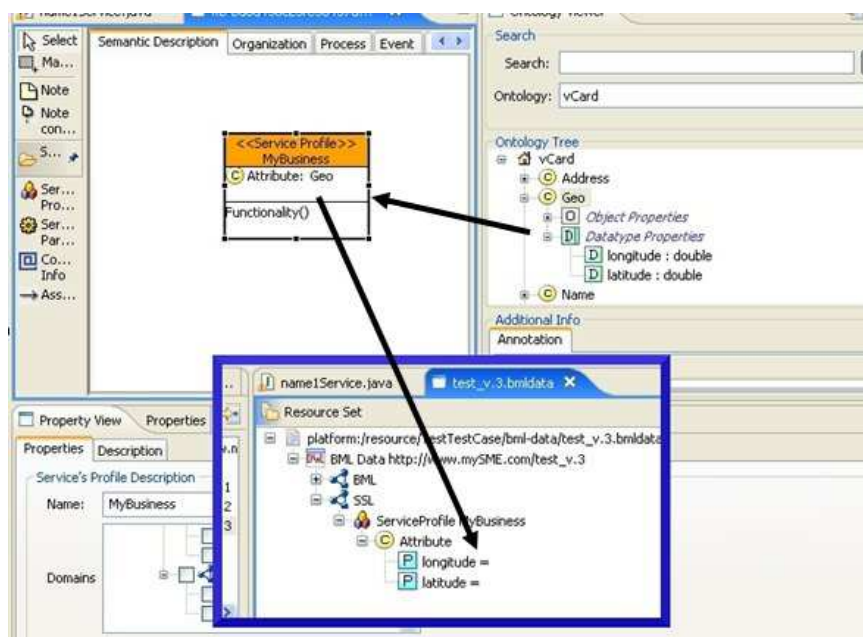 name1Service.java
Ontology Viewer
Select
Ma...
Note
Note
con...
S...
Ser...
Pro...
Ser...
Par...
Co...
Info
Ass...
Semantic Description
Organization
Process
Event
<<Service Profile>>
MyBusiness
C Attribute: Geo
Functionality()
Search
Search:
Ontology: vCard
Ontology Tree
vCard
C Address
C Geo
O Object Properties
D Datatype Properties
D longitude : double
D latitude : double
C Name
Additional Info
Annotation
Property View
Properties
Properties
Description
Service's Profile Description
Name: MyBusiness
Domains
..
1
2
3
name1Service.java
test_v.3.bmldata
Resource Set
platform:/resource/TestTestCase/bml-data/test_v.3.bmldata
BML Data http://www.mySME.com/test_v.3
BML
SSL
ServiceProfile MyBusiness
C Attribute
P longitude =
P latitude =